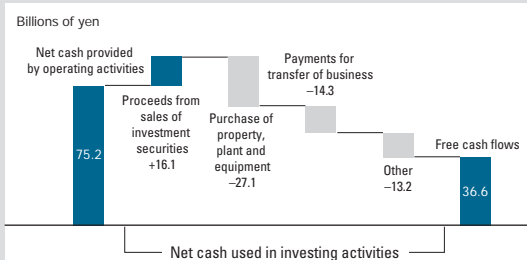 Billions of yen
Net cash provided
by operating activities
75.2
Proceeds from
sales of
investment
securities
+16.1
Purchase of
property,
plant and
equipment
–27.1
Payments for
transfer of business
–14.3
Other
–13.2
Free cash flows
36.6
Net cash used in investing activities